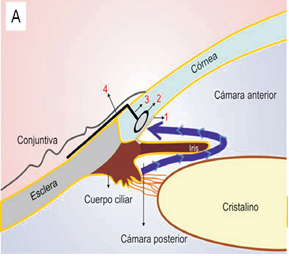 A
Córnea
4
3
2
1
Cámara anterior
Conjuntiva
Iris
Esclera
Cuerpo ciliar
Cristalino
Cámara posterior